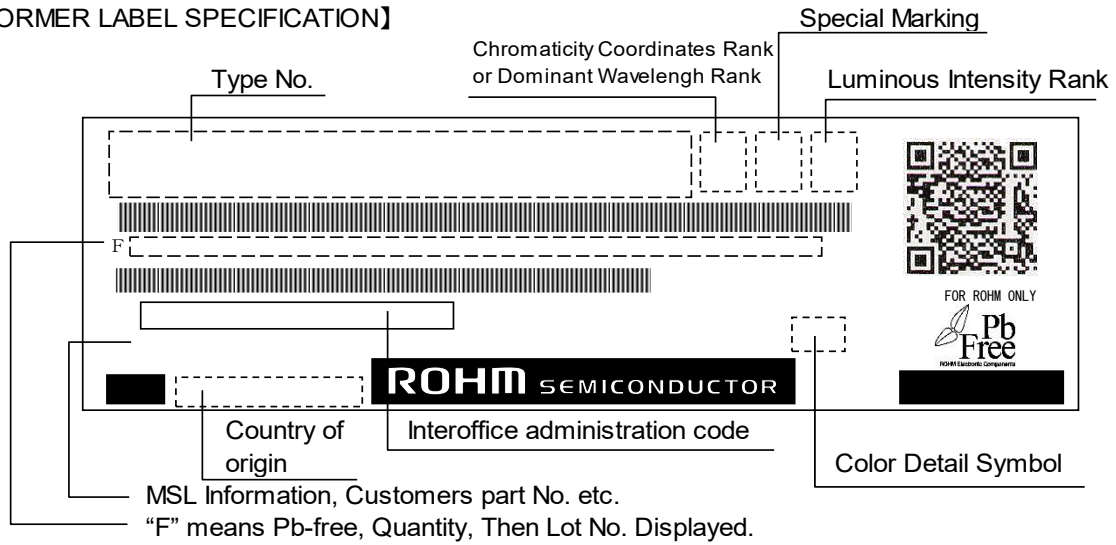 ORMER LABEL SPECIFICATION】
Special Marking
Chromaticity Coordinates Rank
or Dominant Wavelengh Rank
Type No.
Luminous Intensity Rank
F
FOR ROHM ONLY
Pb
Free
ROHM Electronic Components
ROHM SEMICONDUCTOR
Country of
origin
Interoffice administration code
Color Detail Symbol
MSL Information, Customers part No. etc.
“F” means Pb-free, Quantity, Then Lot No. Displayed.